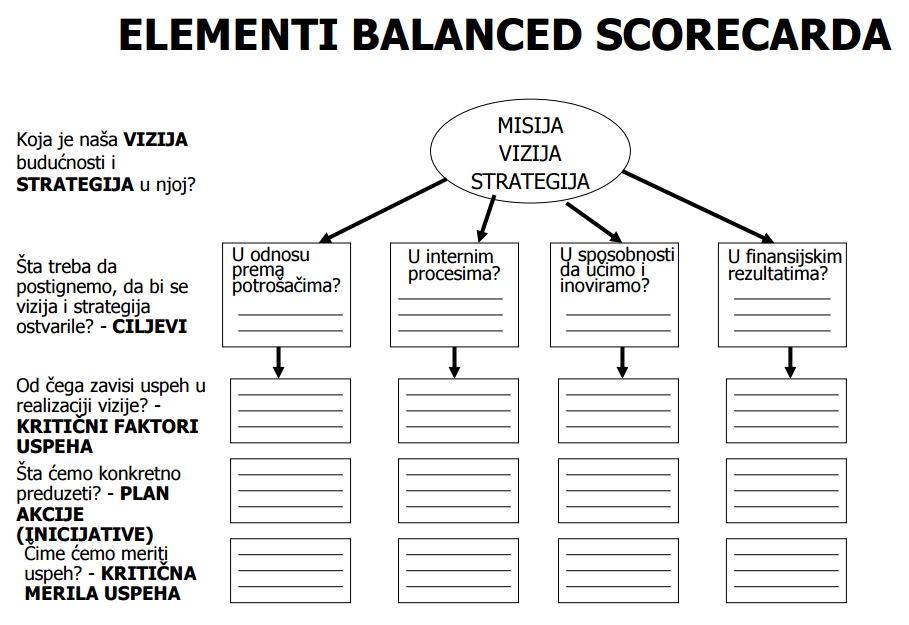 ELEMENTI BALANCED SCORECARDA
Koja je naša VIZIJA
budućnosti i
STRATEGIJA u njoj?
MISIJA
VIZIJA
STRATEGIJA
Šta treba da
postignemo, da bi se
vizija i strategija
ostvarile? - CILJEVI
U odnosu
prema
potrošačima?
U internim
procesima?
U sposobnosti
da učimo i
inoviramo?
U finansijskim
rezultatima?
Od čega zavisi uspeh u
realizaciji vizije? -
KRITIČNI FAKTORI
USPEHA
Šta ćemo konkretno
preduzeti? - PLAN
AKCIJE
(INICIJATIVE)
Čime ćemo meriti
uspeh? - KRITIČNA
MERILA USPEHA